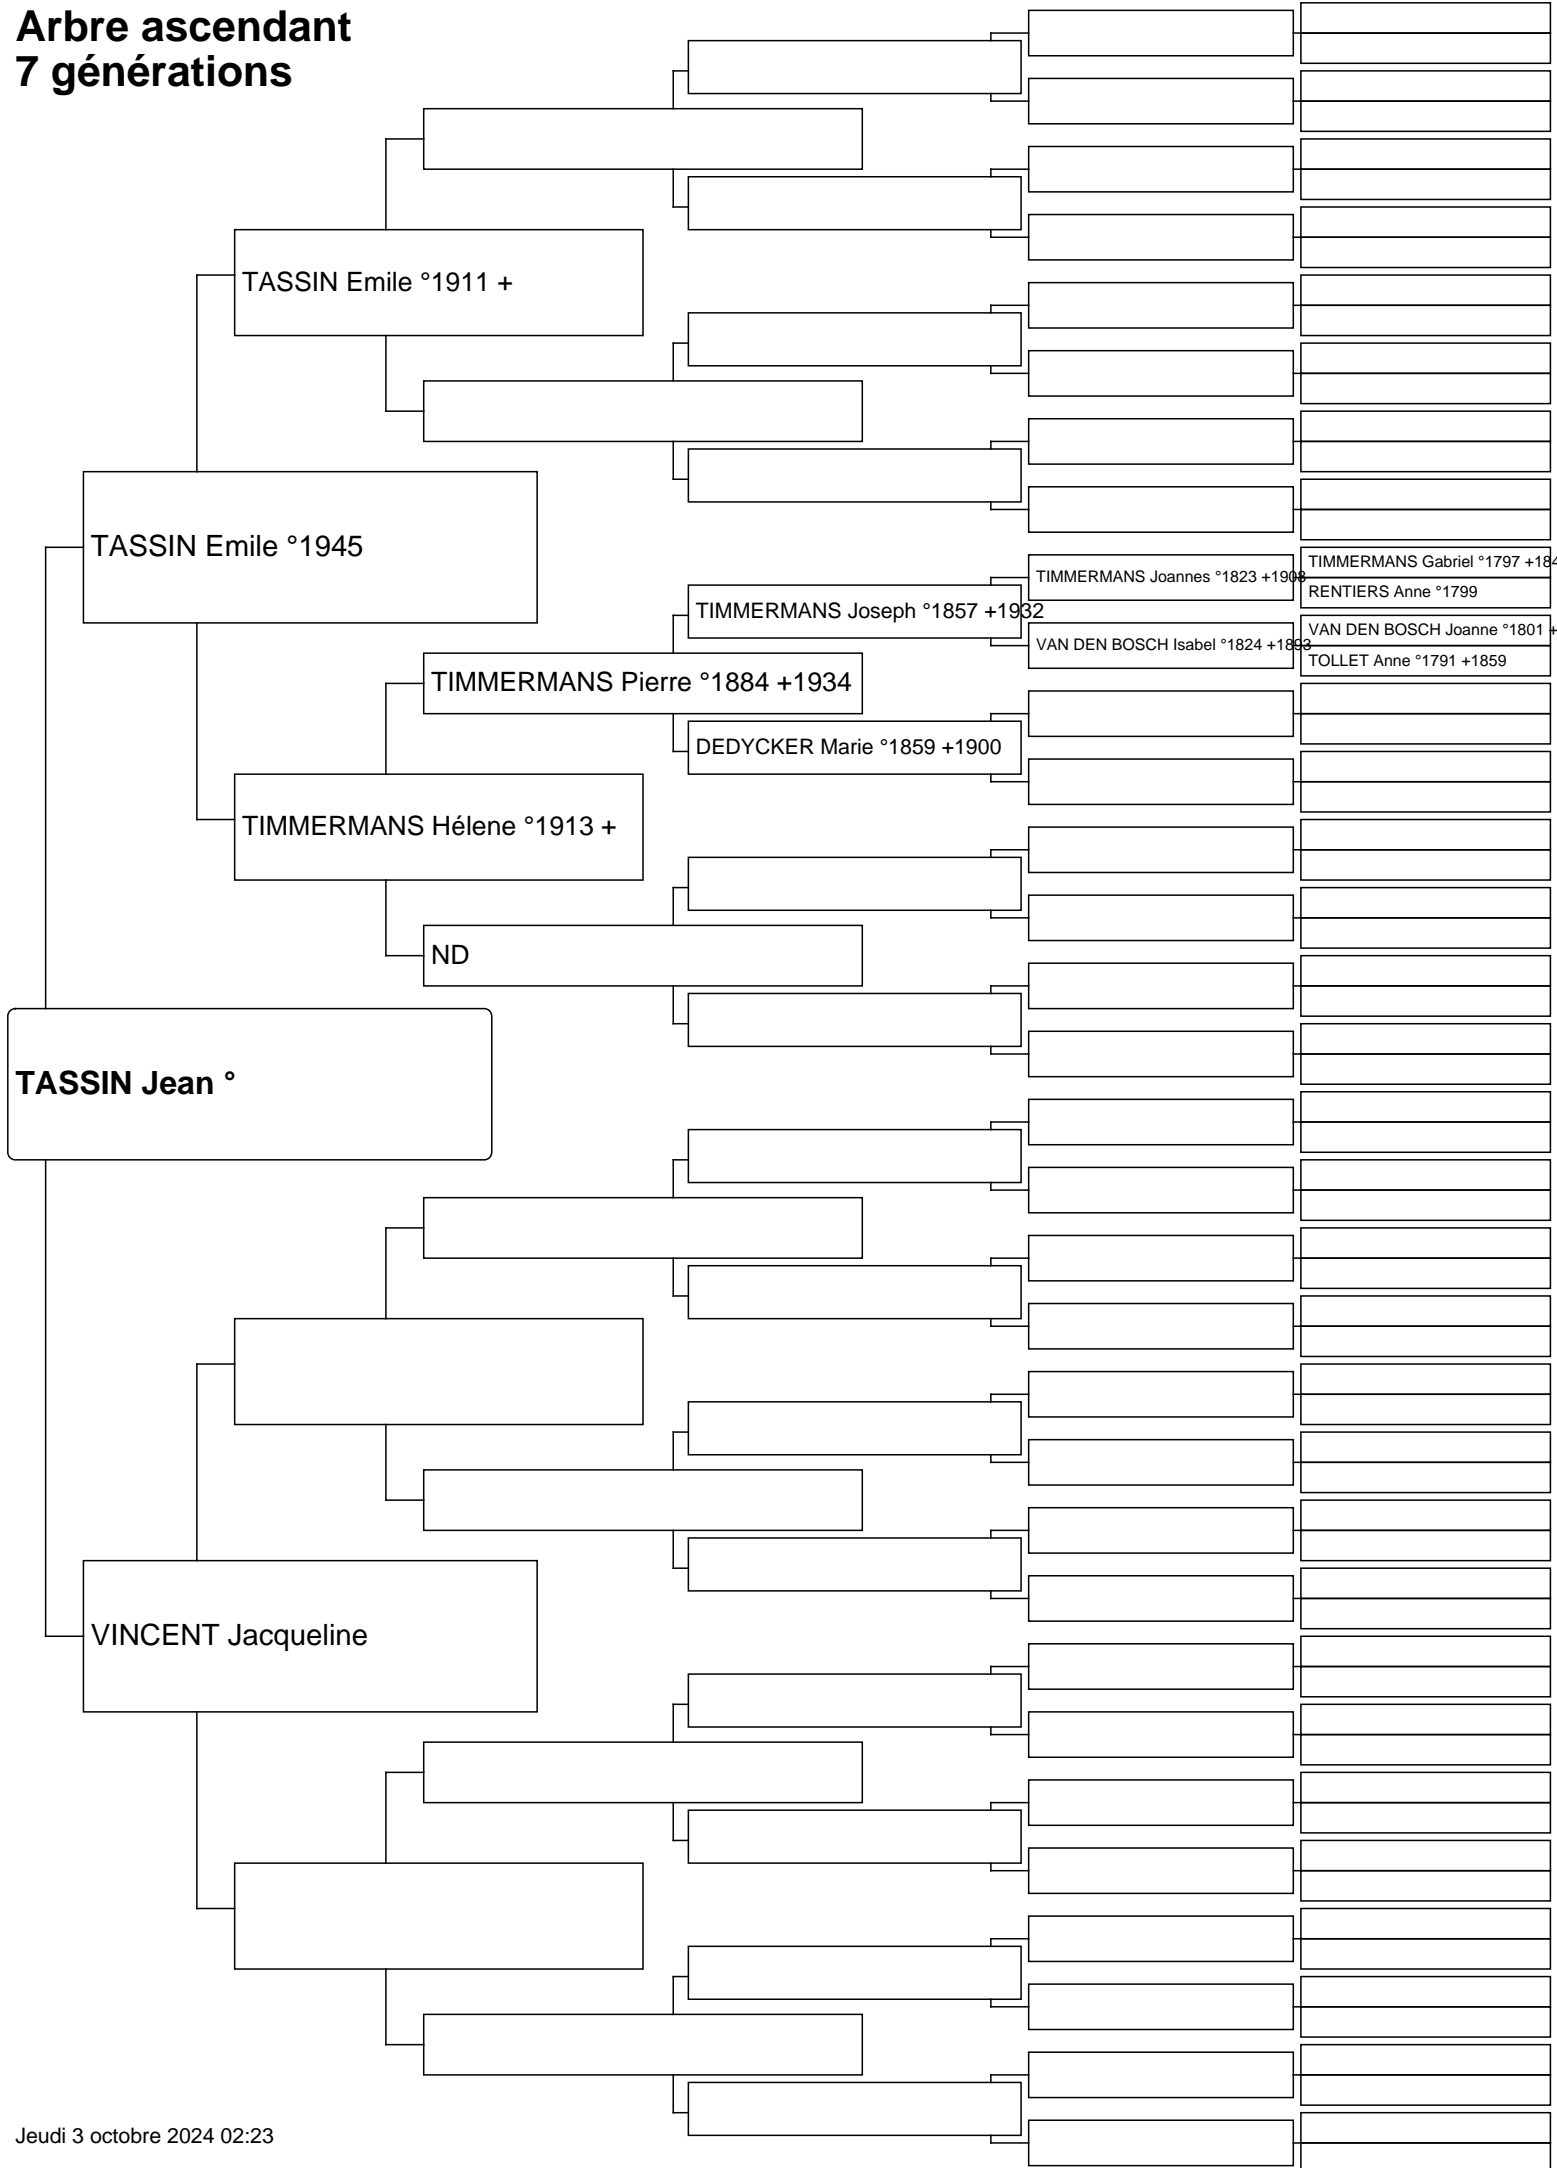 Arbre ascendant
7 générations
TASSIN Emile °1911 +
TASSIN Emile °1945
TIMMERMANS Gabriel °1797 +184
TIMMERMANS Joannes °1823 +1908
RENTIERS Anne °1799
TIMMERMANS Joseph °1857 +1932
VAN DEN BOSCH Joanne °1801 +
VAN DEN BOSCH Isabel °1824 +1893
TOLLET Anne °1791 +1859
TIMMERMANS Pierre °1884 +1934
DEDYCKER Marie °1859 +1900
TIMMERMANS Hélene °1913 +
ND
TASSIN Jean °
VINCENT Jacqueline
Jeudi 3 octobre 2024 02:23